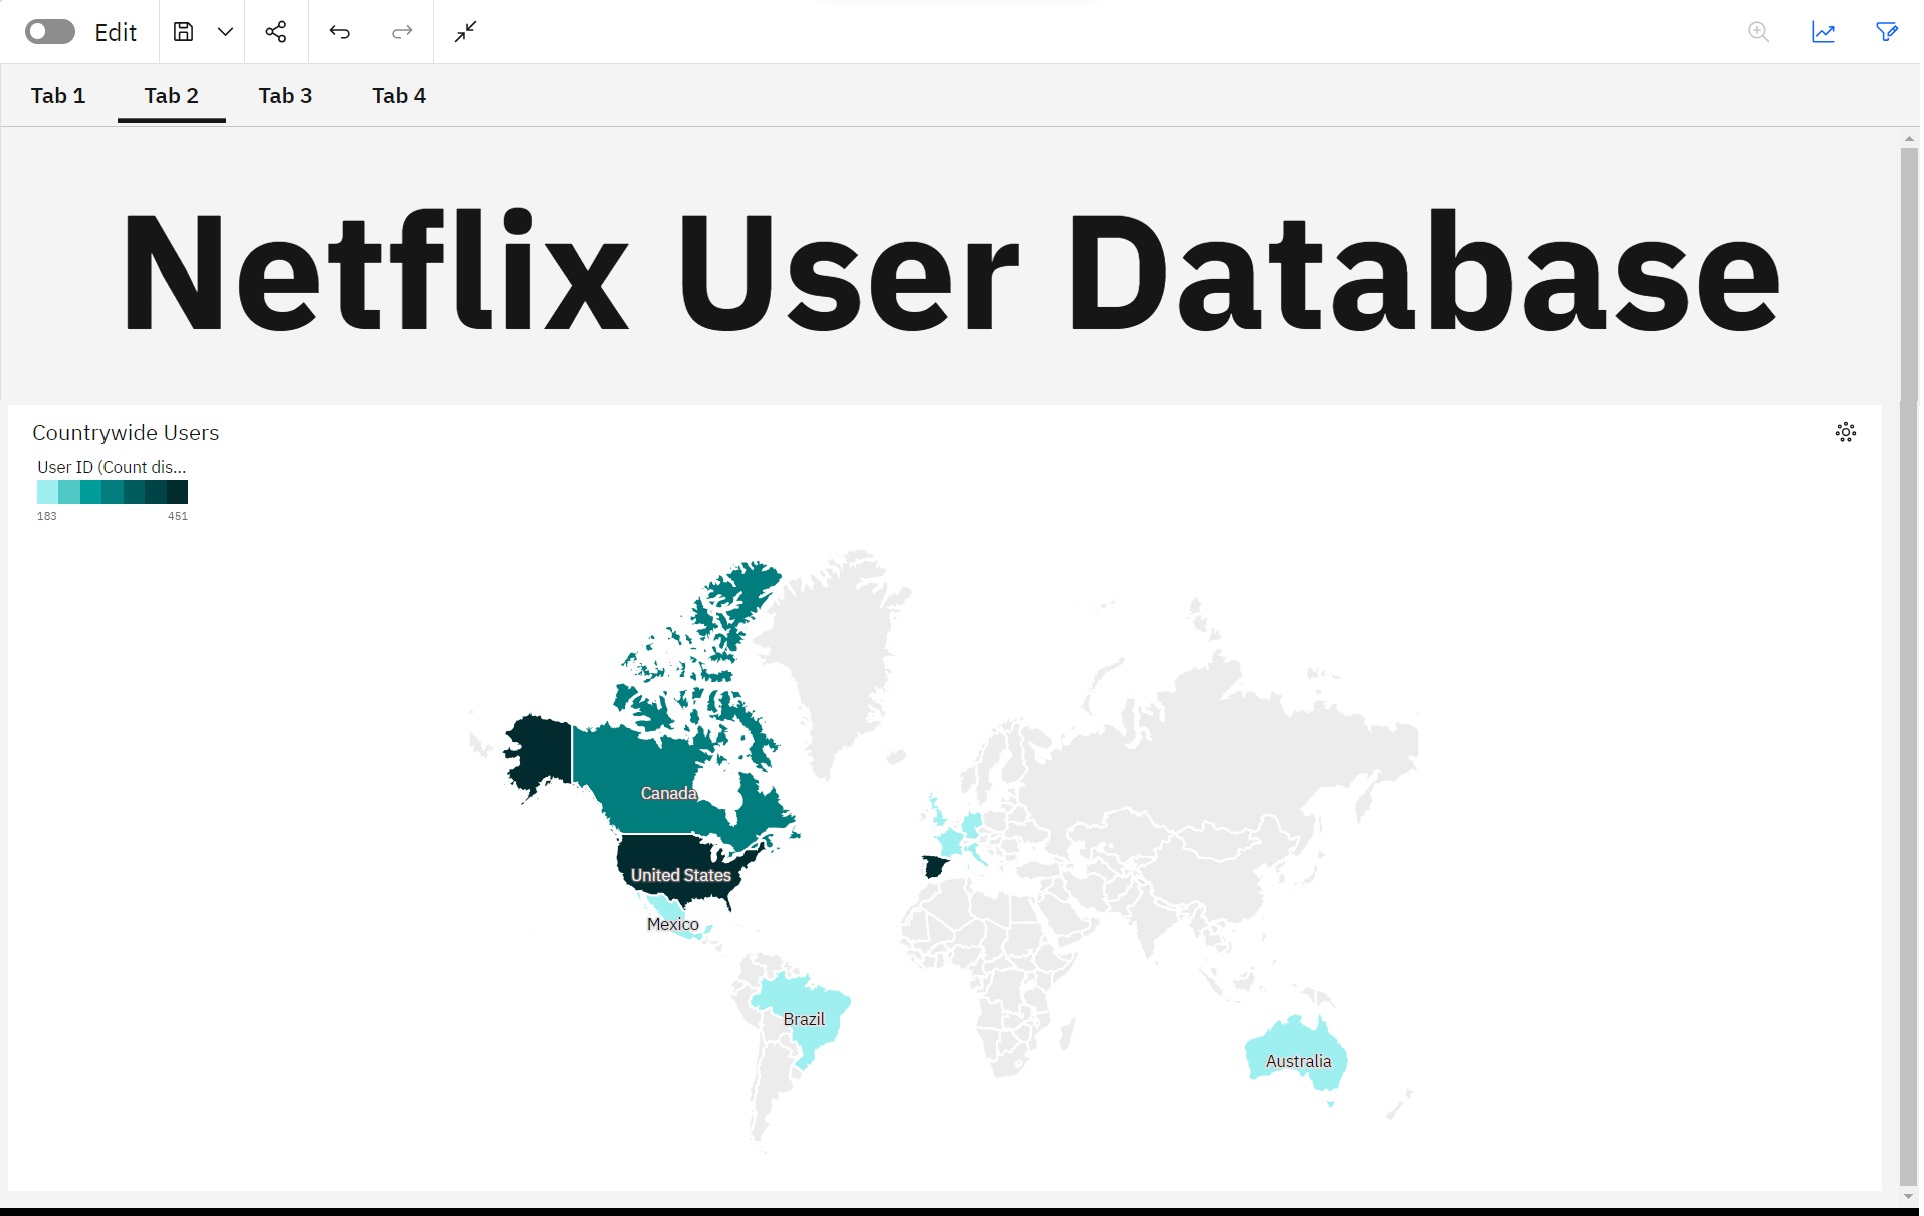 Edit
Tab 1
Tab 2
Tab 3
Tab 4
Netflix User Database
Countrywide Users
User ID (Count dis...
183
451
Canada
United States
Mexico
Brazil
Australia